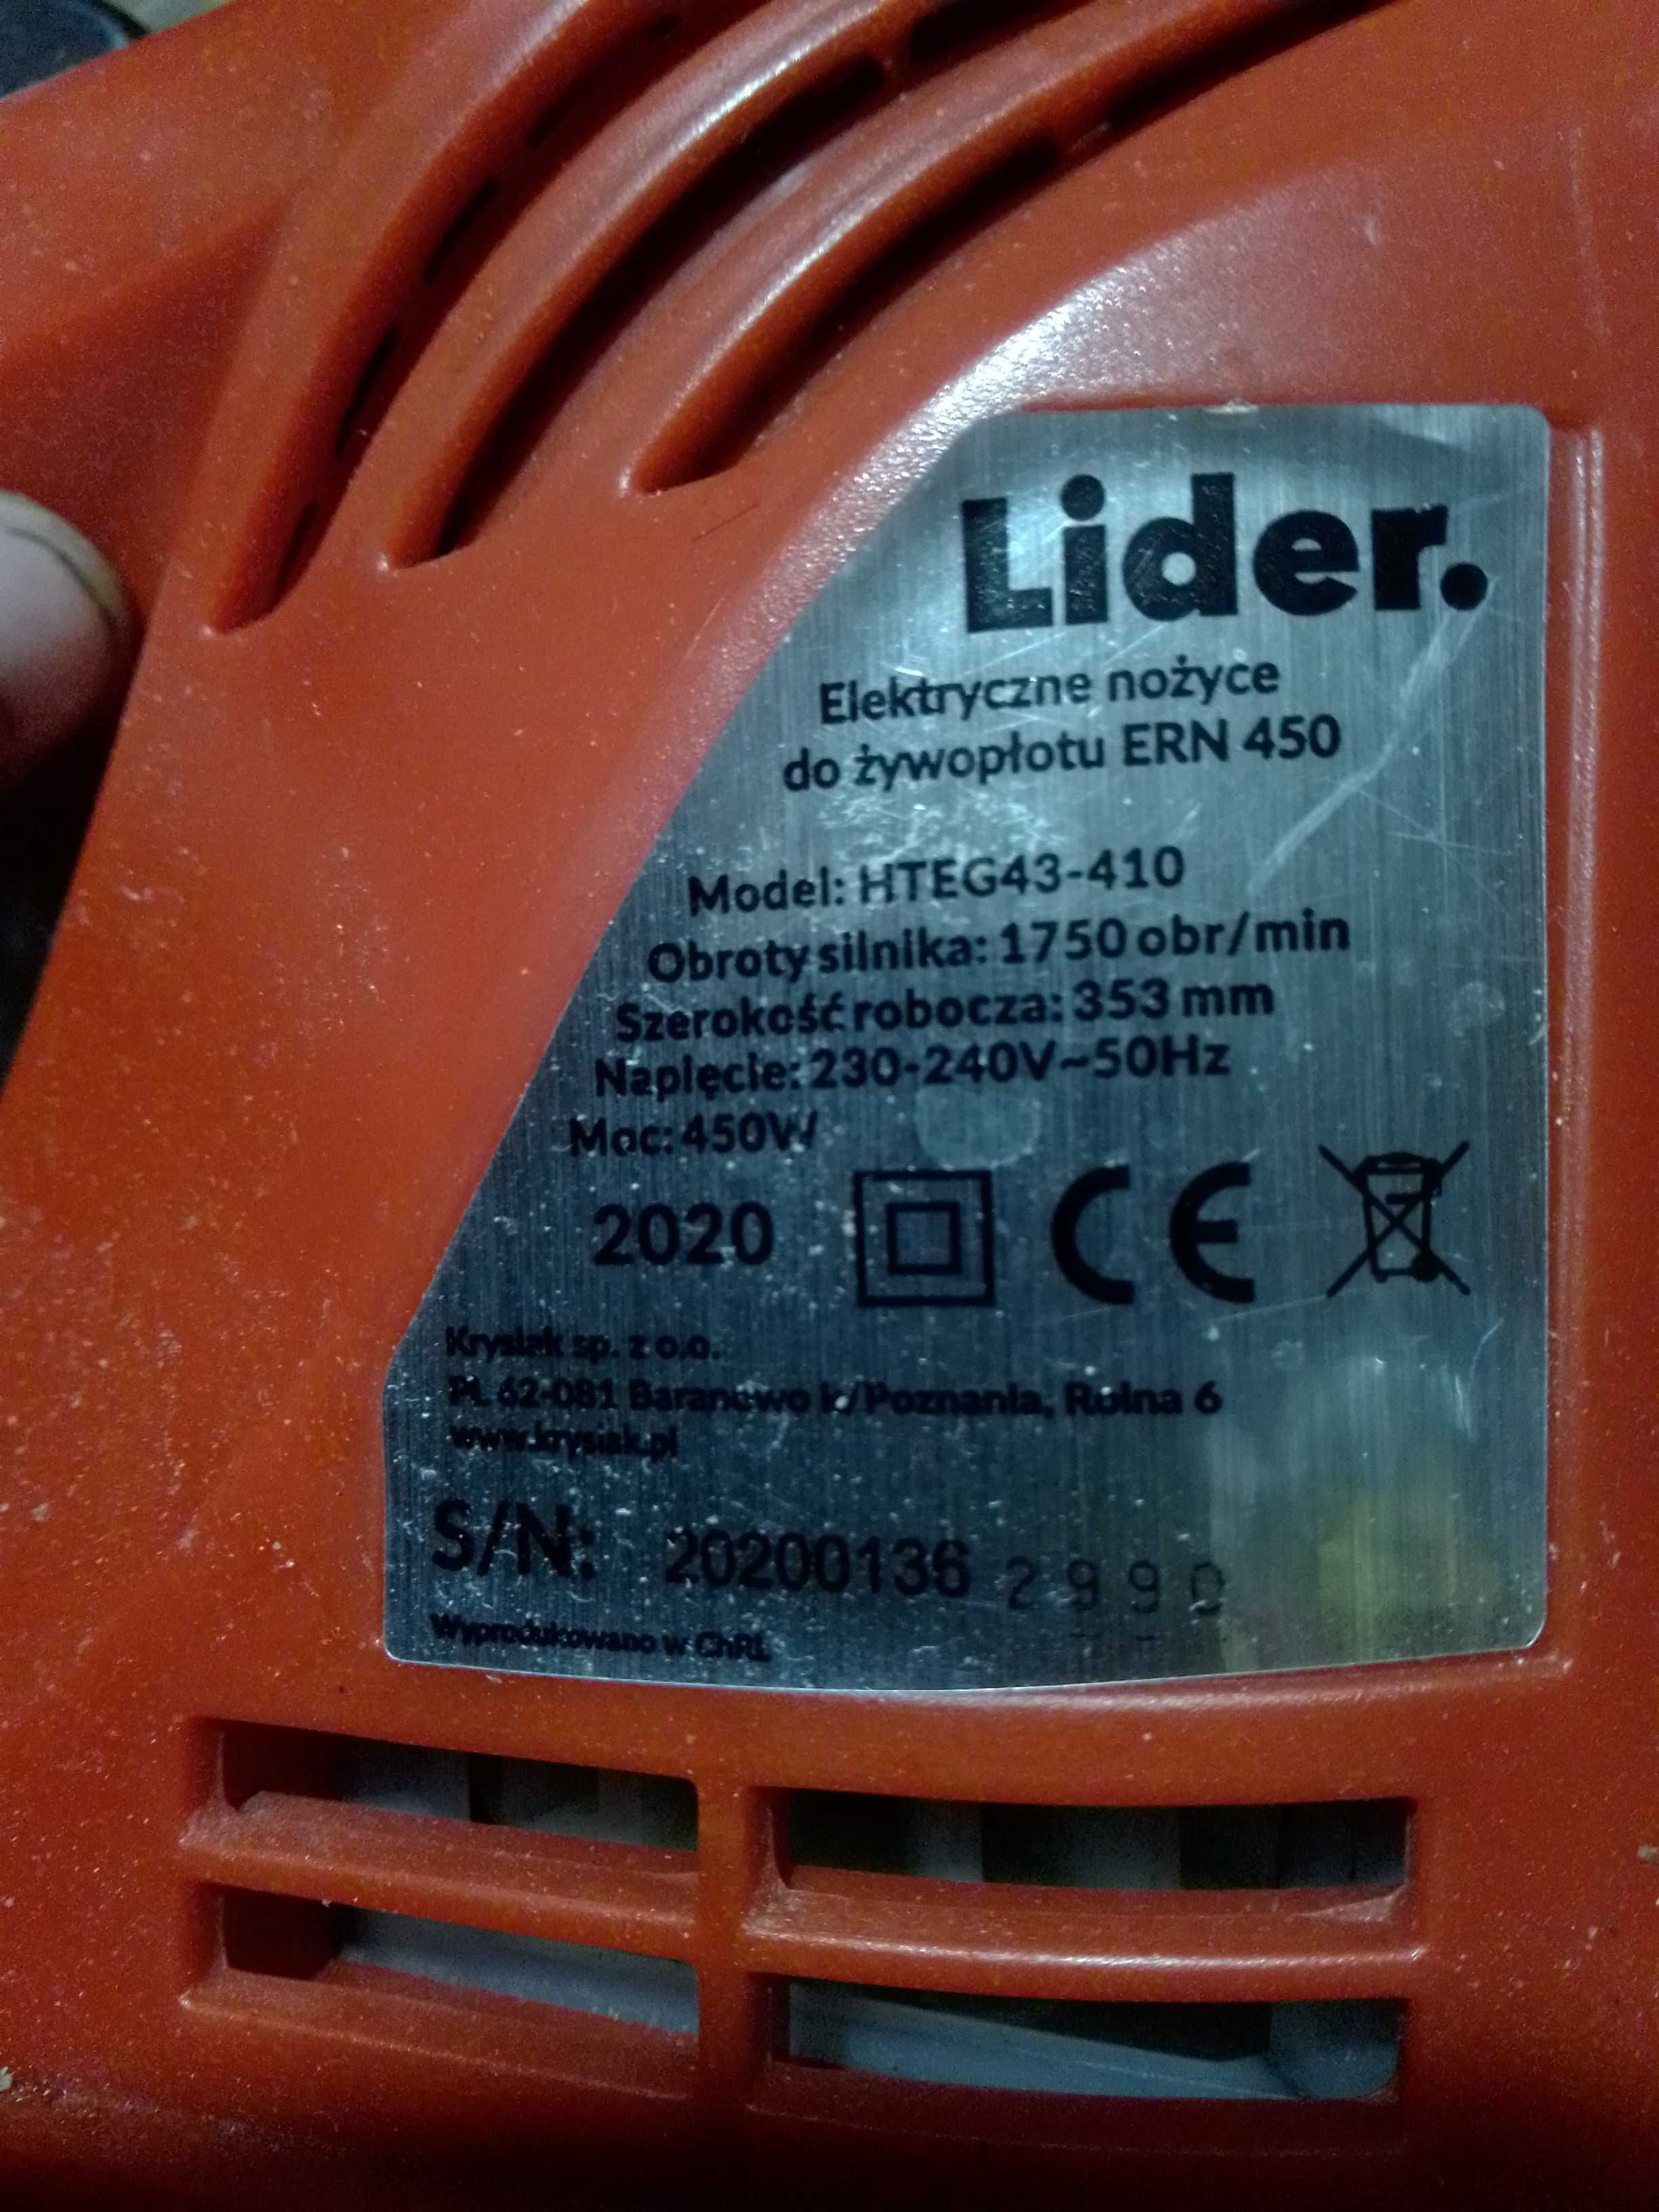 Lider.
Elektryczne nożyce
do żywopłotu ERN 450
Model: HTEG43-410
Obroty silnika: 1750 obr/min
Szerokość robocza: 353 mm
Napięcie: 230-240V~50Hz
Moc: 450W
2020 CE
Krysiak sp. z o.o.
PL 62-081 Baranowo k/Poznania, Rolna 6
www.krysiak.pl
S/N: 20200136 2990
Wyprodukowano w ChRL